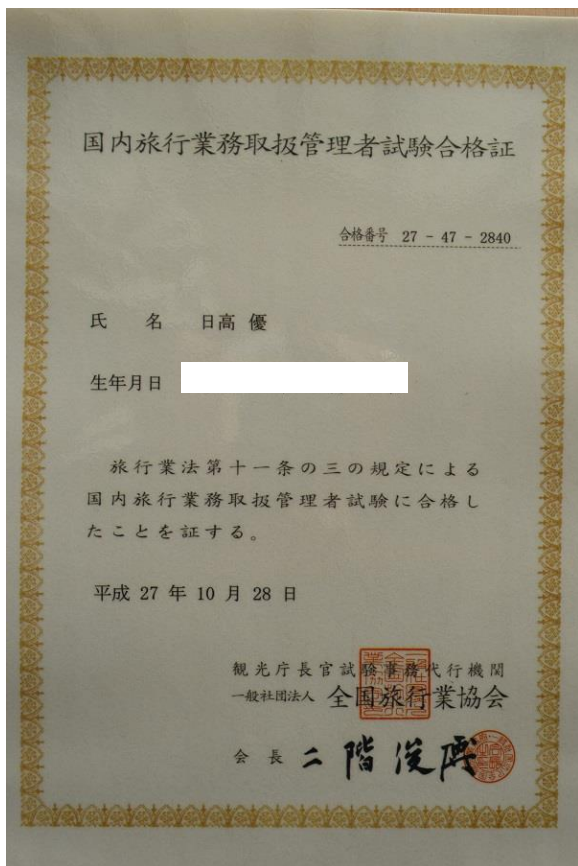 国内旅行業務取扱管理者試験合格証
合格番号 27 - 47 - 2840
氏 名 日高 優
生年月日
旅行業法第十一条の三の規定による
国内旅行業務取扱管理者試験に合格し
たことを証する。
平成 27 年 10 月 28 日
観光庁長官試験事務代行機関
一般社団法人 全国旅行業協会
会 長 二階俊博